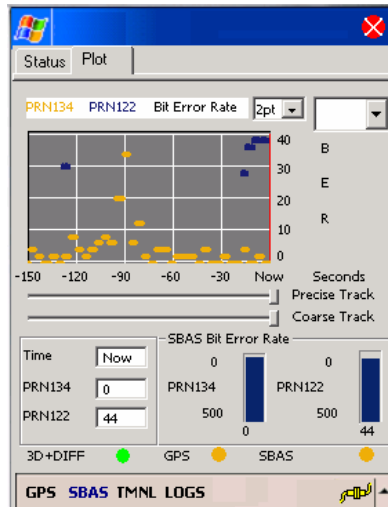 Status Plot
PRN134 PRN122 Bit Error Rate 2pt
40
B
30
E
20
R
10
0
-150 -120 -90 -60 -30 Now Seconds
Precise Track
Coarse Track
SBAS Bit Error Rate
Time Now
0 0
PRN134 0
PRN134 PRN122
PRN122 44
500 500
0 44
3D+DIFF GPS SBAS
GPS SBAS TMNL LOGS